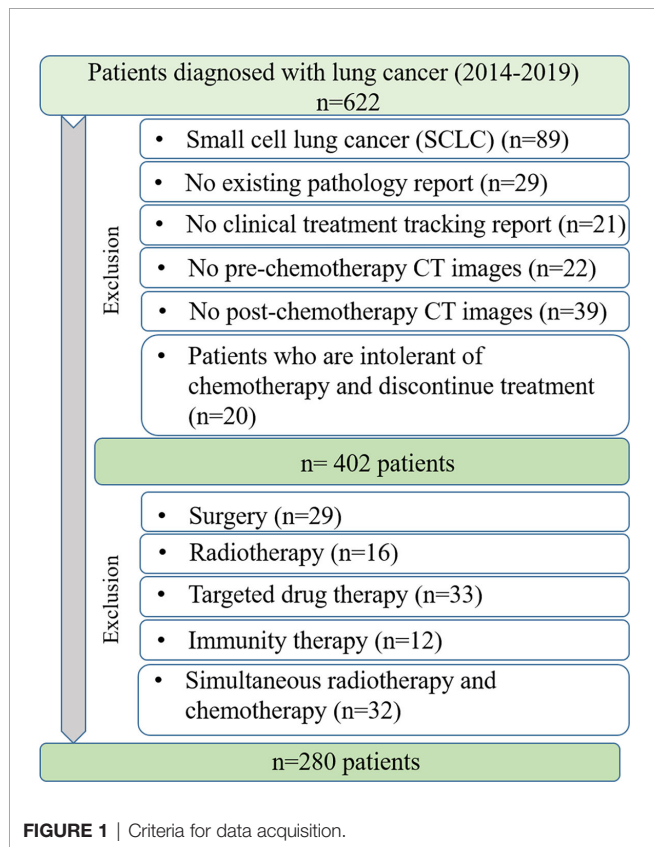 Patients diagnosed with lung cancer (2014-2019)
n=622
• Small cell lung cancer (SCLC) (n=89)
• No existing pathology report (n=29)
• No clinical treatment tracking report (n=21)
Exclusion
• No pre-chemotherapy CT images (n=22)
• No post-chemotherapy CT images (n=39)
• Patients who are intolerant of
chemotherapy and discontinue treatment
(n=20)
n= 402 patients
• Surgery (n=29)
• Radiotherapy (n=16)
• Targeted drug therapy (n=33)
Exclusion
• Immunity therapy (n=12)
• Simultaneous radiotherapy and
chemotherapy (n=32)
n=280 patients
FIGURE 1 | Criteria for data acquisition.